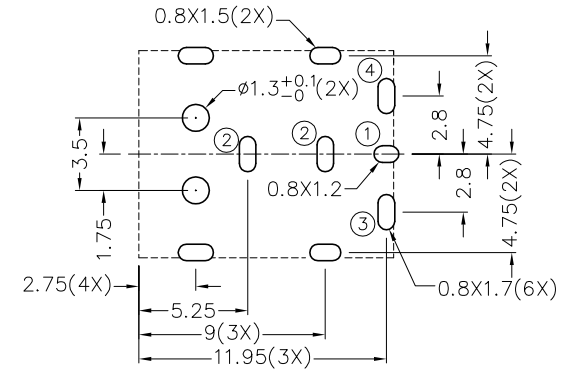 0.8X1.5(2X)
4
ø1.3+0.1-0(2X)
4.75(2X)
2.8
2
2
1
3.5
0.8X1.2
2.8
4.75(2X)
1.75
3
2.75(4X)
0.8X1.7(6X)
5.25
9(3X)
11.95(3X)